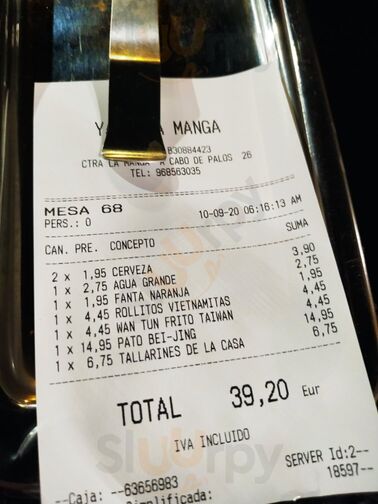 MANGA
B30884423
CTRA LA MANGA A CABO DE PALOS 26
TEL: 968563035
MESA 68
10-09-20 06:16:13 AM
PERS.: 0
CAN. PRE. CONCEPTO SUMA
2 x 1,95 CERVEZA 3,90
1 x 2,75 AGUA GRANDE 2,75
1 x 1,95 FANTA NARANJA 1,95
1 x 4,45 ROLLITOS VIETNAMITAS 4,45
1 x 4,45 WAN TUN FRITO TAIWAN 4,45
1 x 14,95 PATO BEI-JING 14,95
1 x 6,75 TALLARINES DE LA CASA 6,75
TOTAL 39,20 Eur
IVA INCLUIDO
SERVER Id:2--
--Caja: --63656983 18597--
Simplificada:
Slurrpy